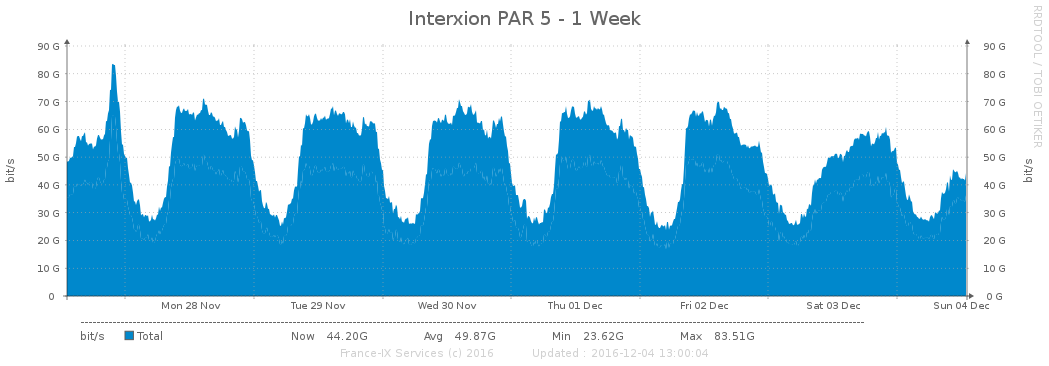 Interxion PAR 5 - 1 Week
RRDTOOL / TOBI OETIKER
90 G 90 G
80 G 80 G
70 G 70 G
60 G 60 G
50 G 50 G
40 G 40 G
30 G 30 G
20 G 20 G
10 G 10 G
0 0 G
bit/s
bit/s
Mon 28 Nov Tue 29 Nov Wed 30 Nov Thu 01 Dec Fri 02 Dec Sat 03 Dec Sun 04 Dec
bit/s Total Now 44.20G Avg 49.87G Min 23.62G Max 83.51G
France-IX Services (c) 2016 Updated : 2016-12-04 13:00:04